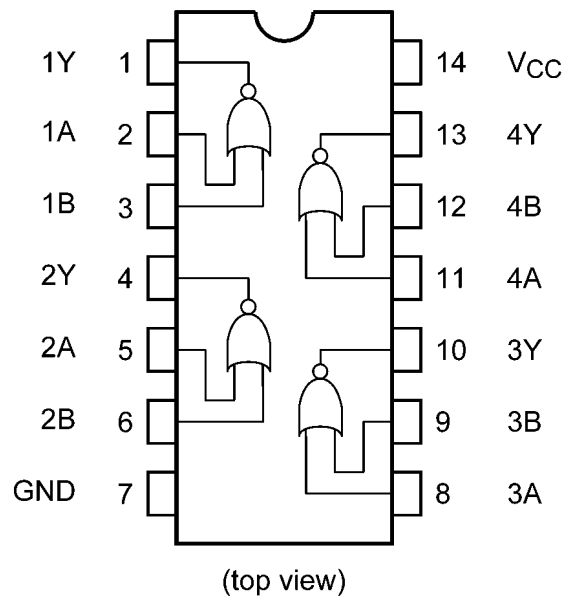 1Y 1 14 VCC
1A 2 13 4Y
1B 3 12 4B
2Y 4 11 4A
2A 5 10 3Y
2B 6 9 3B
GND 7 8 3A
(top view)